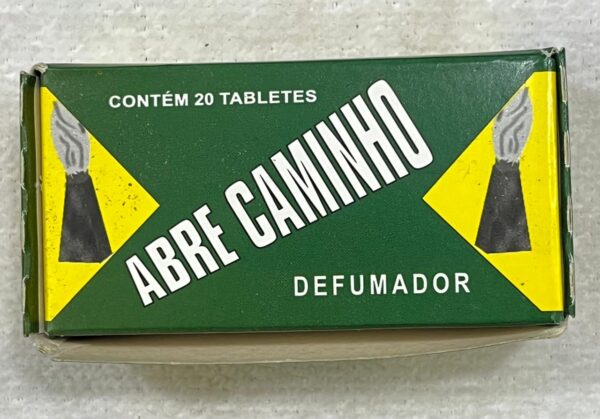 CONTÉM 20 TABLETES
ABRE CAMINHO
DEFUMADOR